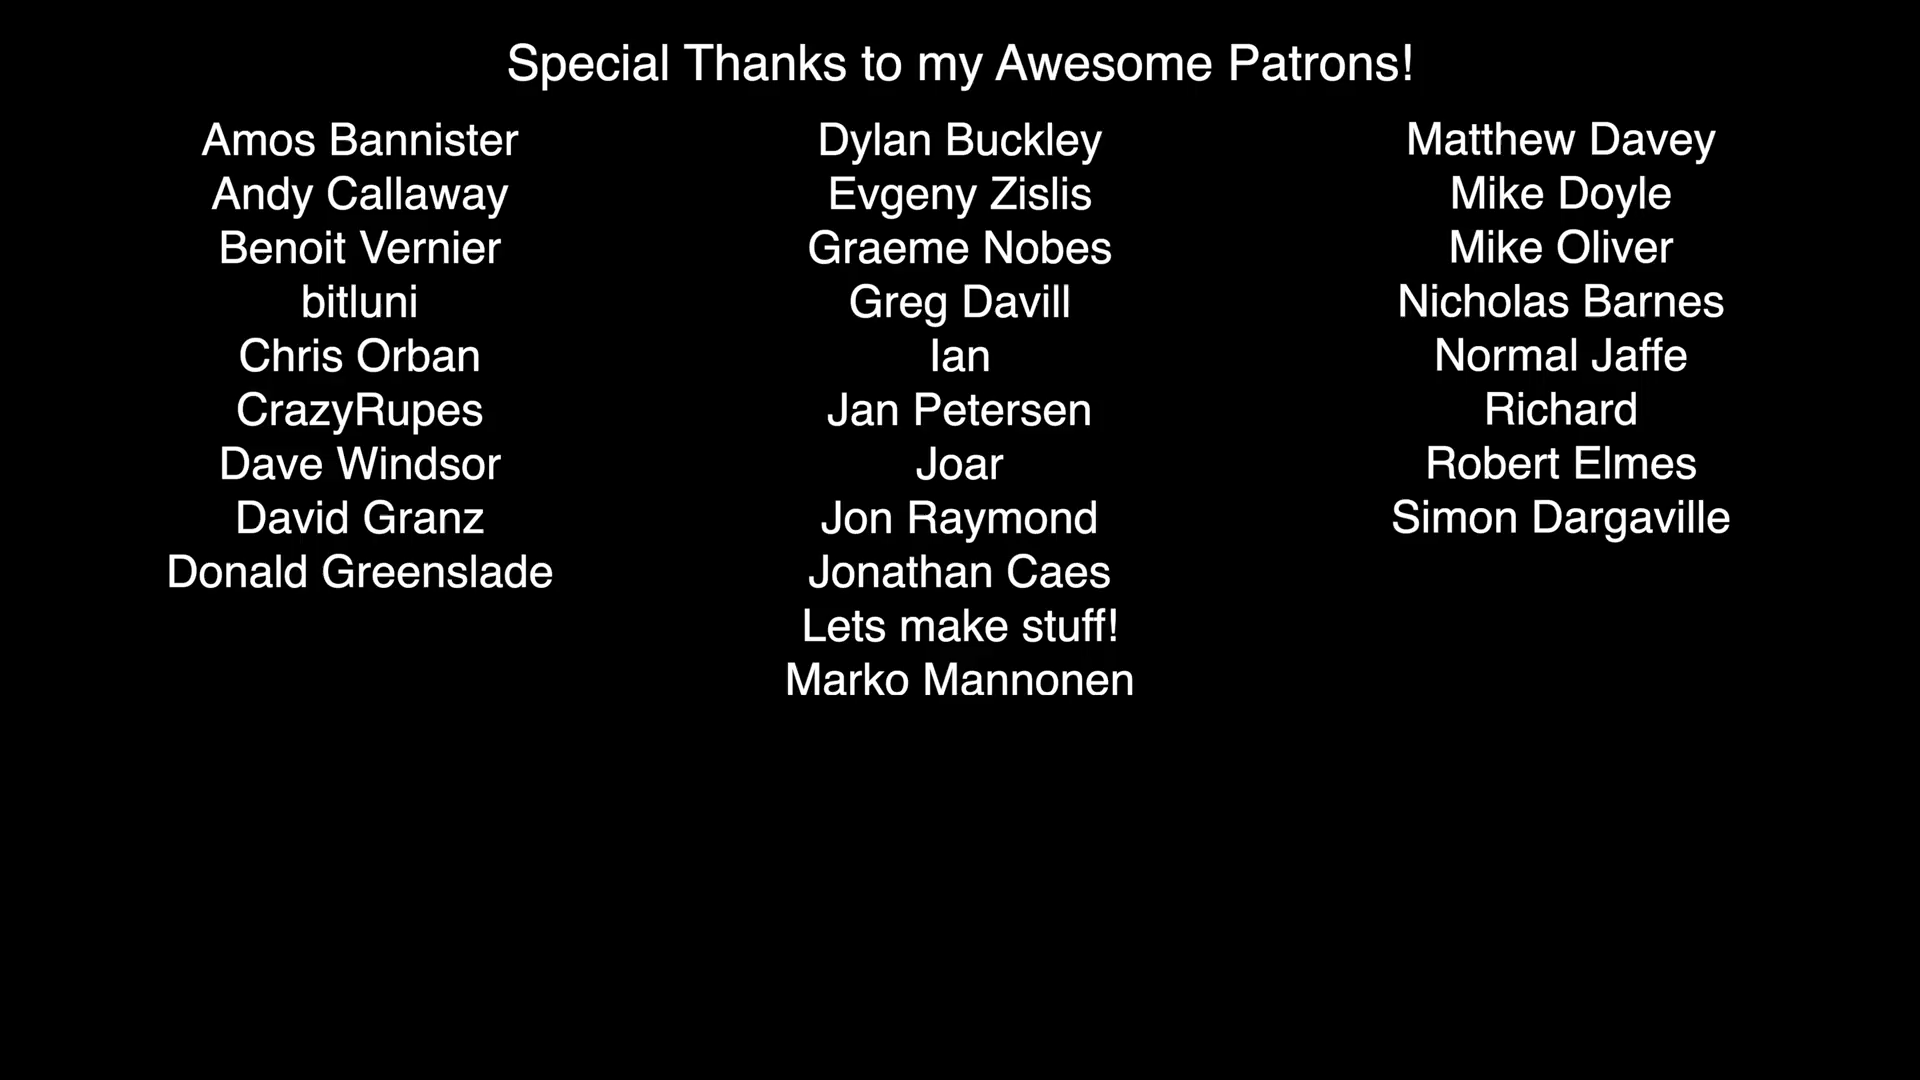 Special Thanks to my Awesome Patrons!
Amos Bannister
Andy Callaway
Benoit Vernier
bitluni
Chris Orban
CrazyRupes
Dave Windsor
David Granz
Donald Greenslade
Dylan Buckley
Evgeny Zislis
Graeme Nobes
Greg Davill
Ian
Jan Petersen
Joar
Jon Raymond
Jonathan Caes
Lets make stuff!
Marko Mannonen
Matthew Davey
Mike Doyle
Mike Oliver
Nicholas Barnes
Normal Jaffe
Richard
Robert Elmes
Simon Dargaville